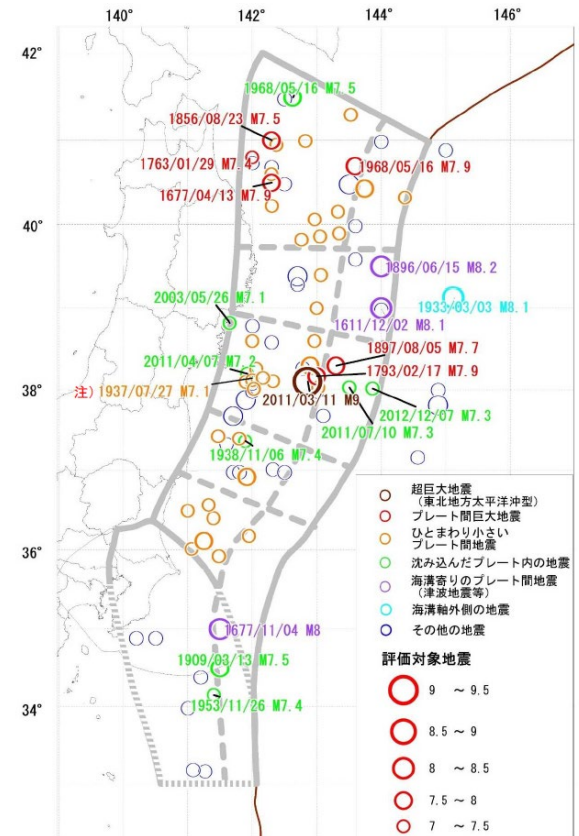 140° 142° 144° 146°
42°
1968/05/16 M7.5
1856/08/23 M7.5
1763/01/29 M7.4
1968/05/16 M7.9
1677/04/13 M7.9
40°
1896/06/15 M8.2
2003/05/26 M7.1
1933/03/03 M8.1
1611/12/02 M8.1
1897/08/05 M7.7
2011/04/07 M7.2
1793/02/17 M7.9
注）1937/07/27 M7.1
38°
2011/03/11 M9
2012/12/07 M7.3
2011/07/10 M7.3
1938/11/06 M7.4
36°
1677/11/04 M8
1909/03/13 M7.5
1953/11/26 M7.4
34°
超巨大地震
（東北地方太平洋沖型）
プレート間巨大地震
ひとまわり小さい
プレート間地震
沈み込んだプレート内の地震
海溝寄りのプレート間地震
（津波地震等）
海溝軸外側の地震
その他の地震
評価対象地震
9 ～ 9.5
8.5 ～ 9
8 ～ 8.5
7.5 ～ 8
7 ～ 7.5